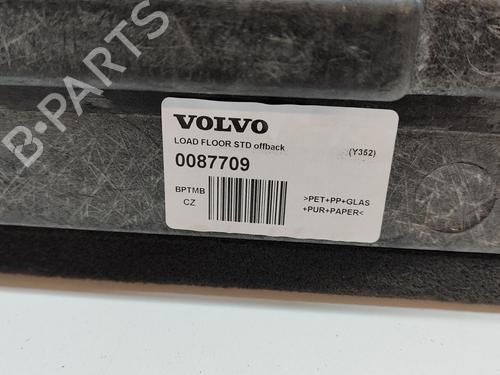 VOLVO
LOAD FLOOR STD offback (Y352)
0087709
BPTMB
CZ
>PET+PP+GLAS
+PUR+PAPER<
B-PARTS